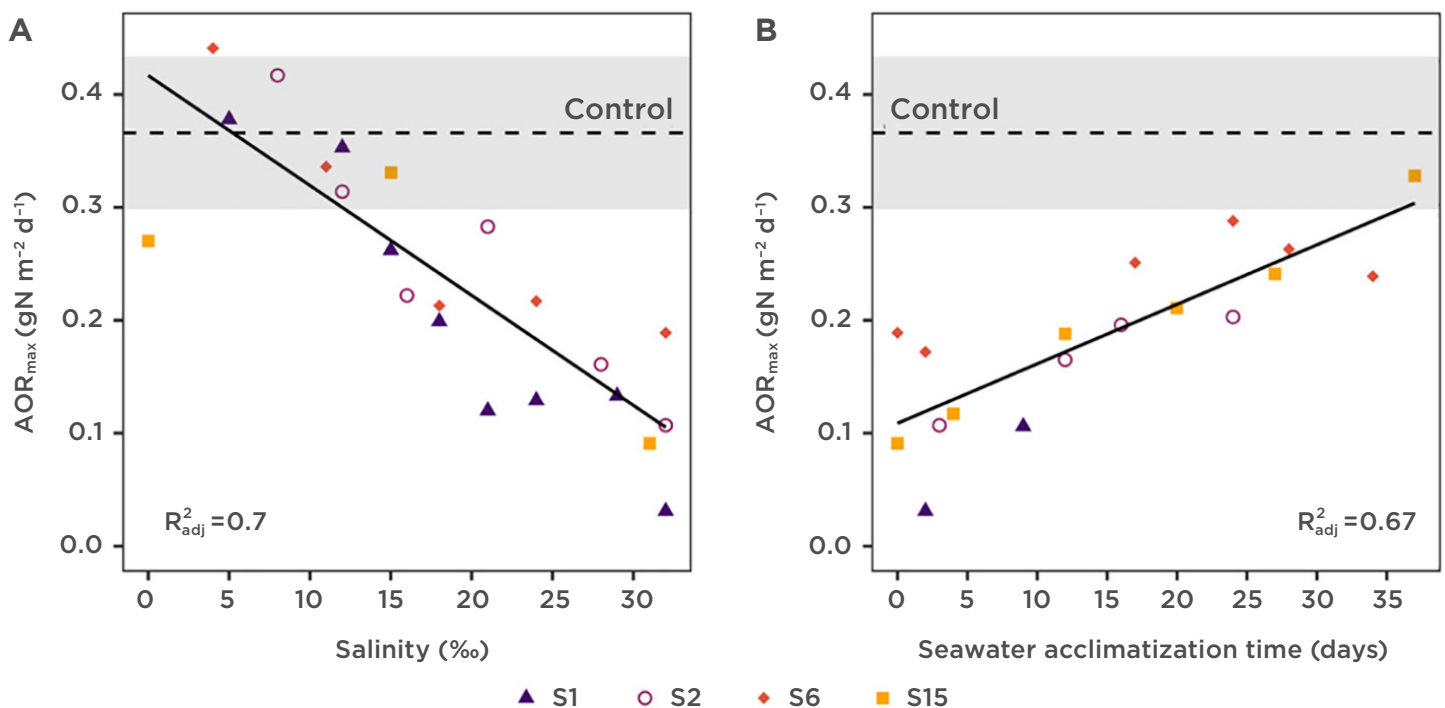 A
AORmax (gN m⁻² d⁻¹)
0.4
0.3
0.2
0.1
0.0
Control
R²adj =0.7
0 5 10 15 20 25 30
Salinity (‰)
B
AORmax (gN m⁻² d⁻¹)
0.4
0.3
0.2
0.1
0.0
Control
R²adj =0.67
0 5 10 15 20 25 30 35
Seawater acclimatization time (days)
S1 S2 S6 S15